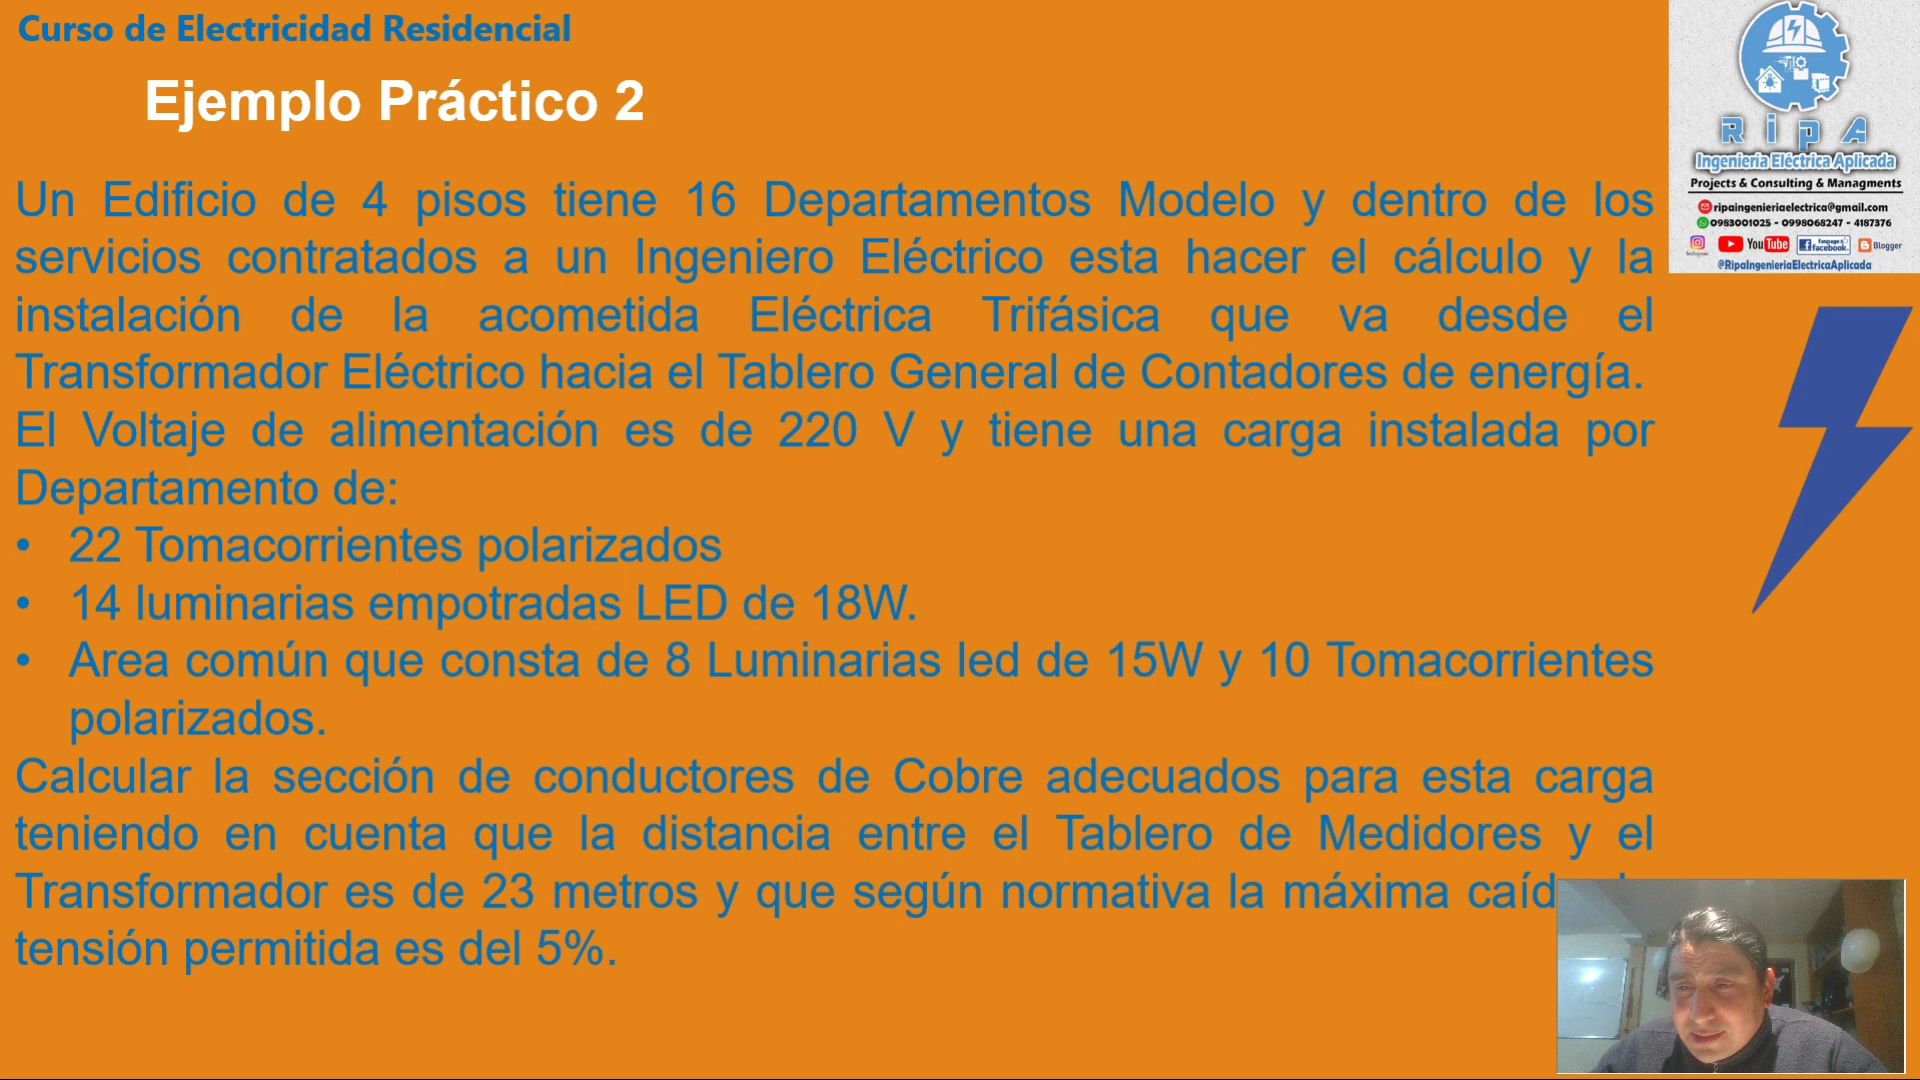 Curso de Electricidad Residencial
Ejemplo Práctico 2
Un Edificio de 4 pisos tiene 16 Departamentos Modelo y dentro de los
servicios contratados a un Ingeniero Eléctrico esta hacer el cálculo y la
instalación de la acometida Eléctrica Trifásica que va desde el
Transformador Eléctrico hacia el Tablero General de Contadores de energía.
El Voltaje de alimentación es de 220 V y tiene una carga instalada por
Departamento de:
• 22 Tomacorrientes polarizados
• 14 luminarias empotradas LED de 18W.
• Area común que consta de 8 Luminarias led de 15W y 10 Tomacorrientes
polarizados.
Calcular la sección de conductores de Cobre adecuados para esta carga
teniendo en cuenta que la distancia entre el Tablero de Medidores y el
Transformador es de 23 metros y que según normativa la máxima
tensión permitida es del 5%.
RipA
Ingeniería Eléctrica Aplicada
Projects & Consulting & Managments
ripaingenieriaelectrica@gmail.com
0983001025 - 0998068247 - 4187376
Instagram YouTube fanpage facebook. Blogger
@RipaIngenieriaElectricaAplicada